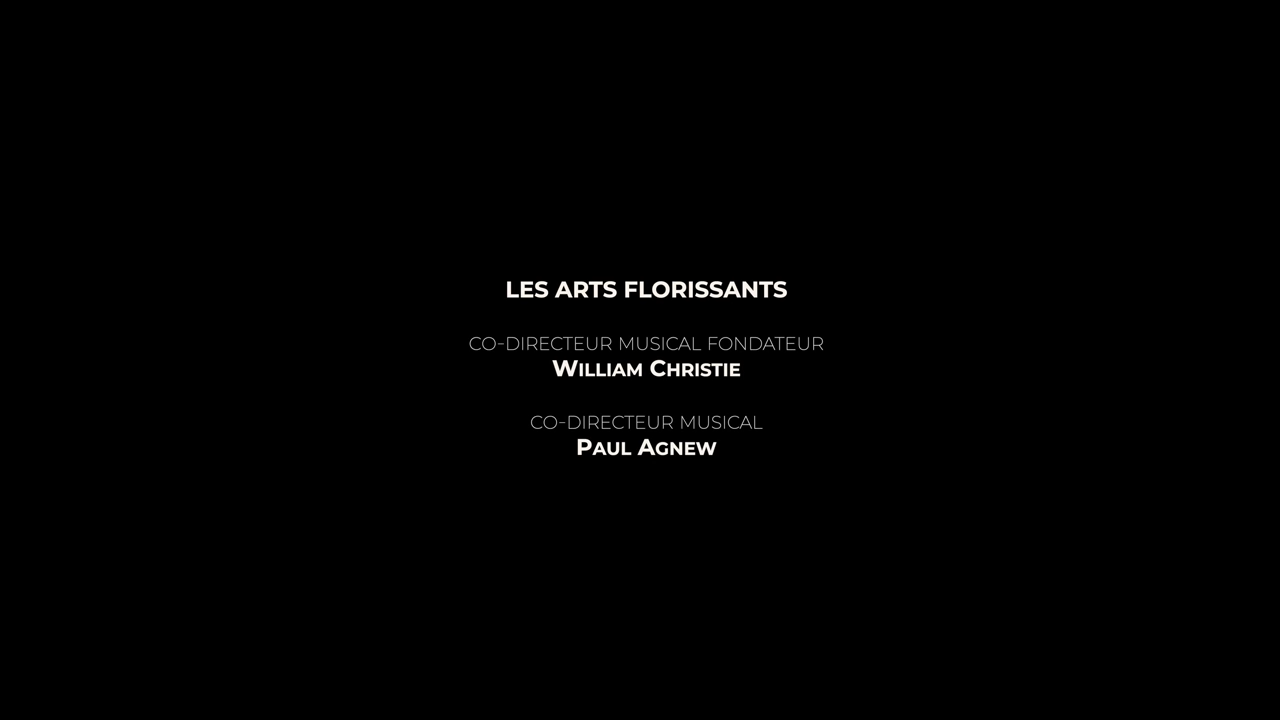 LES ARTS FLORISSANTS
CO-DIRECTEUR MUSICAL FONDATEUR
WILLIAM CHRISTIE
CO-DIRECTEUR MUSICAL
PAUL AGNEW